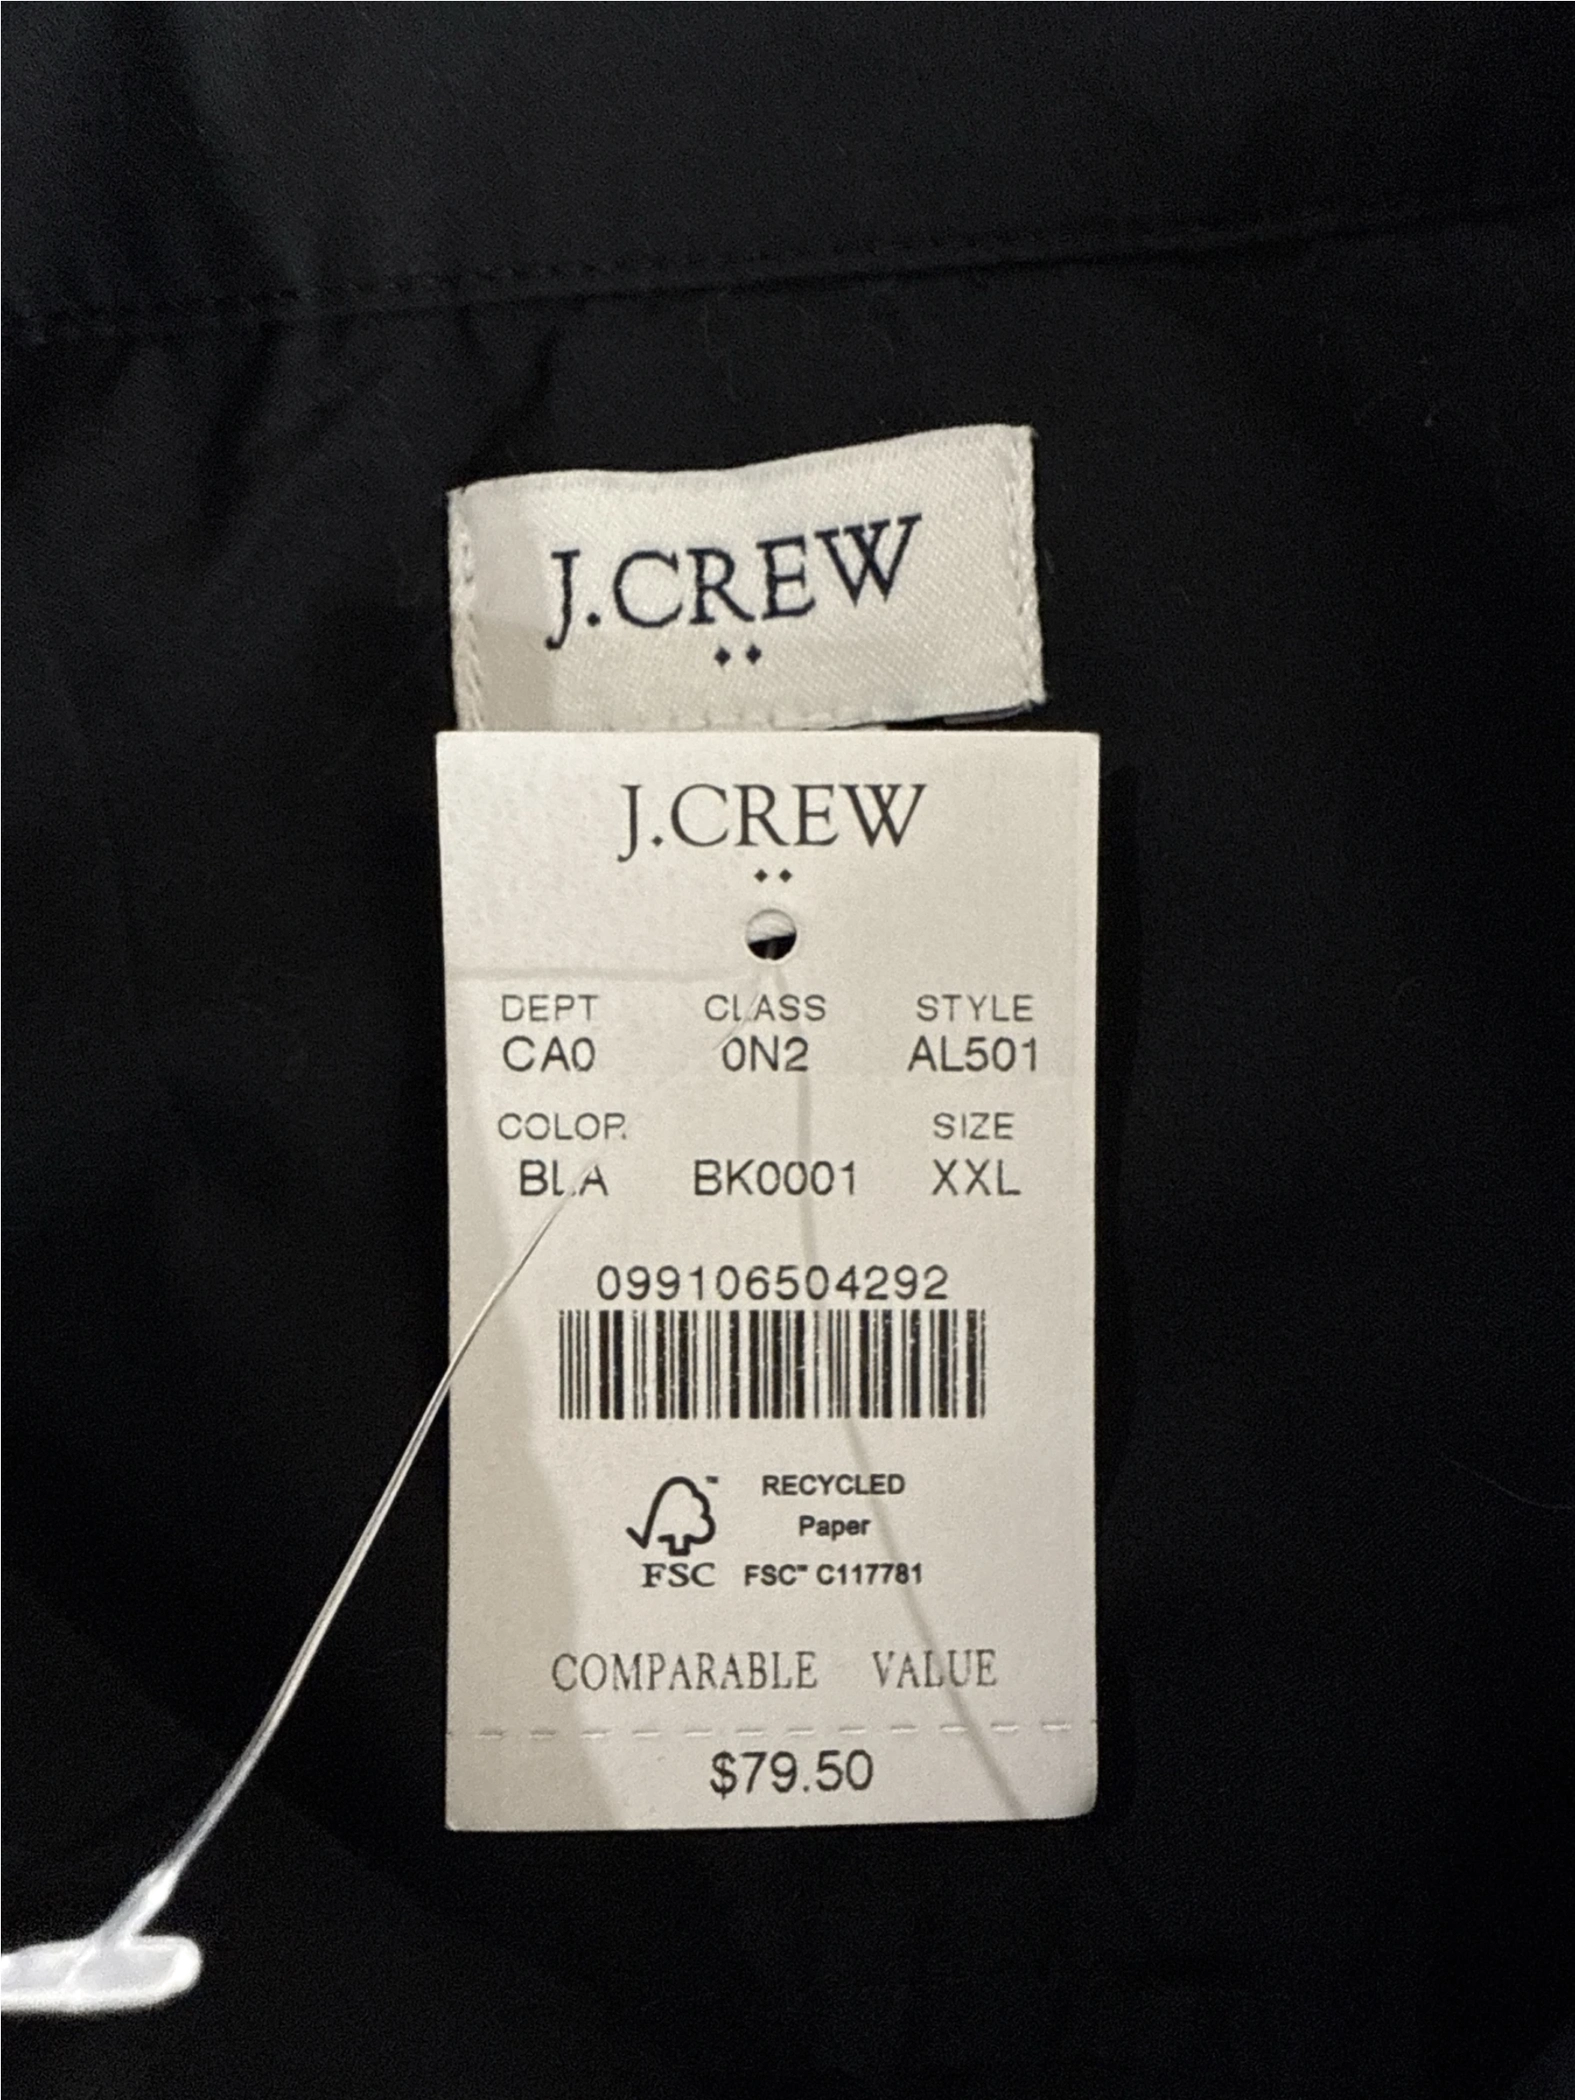 J.CREW
J.CREW
DEPT CLASS STYLE
CA0 0N2 AL501
COLOR SIZE
BLA BK0001 XXL
099106504292
RECYCLED
Paper
FSC FSC™ C117781
COMPARABLE VALUE
$79.50